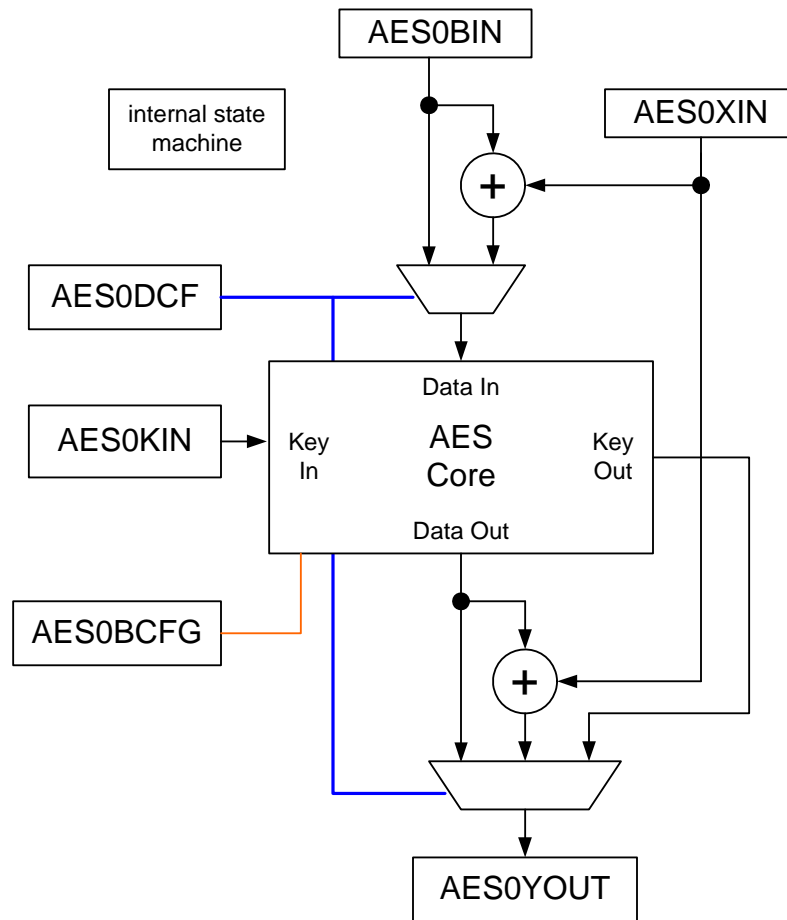 AES0BIN
internal state
machine
AES0XIN
+
AES0DCF
Data In
AES0KIN
Key
In
AES
Core
Key
Out
Data Out
AES0BCFG
+
AES0YOUT